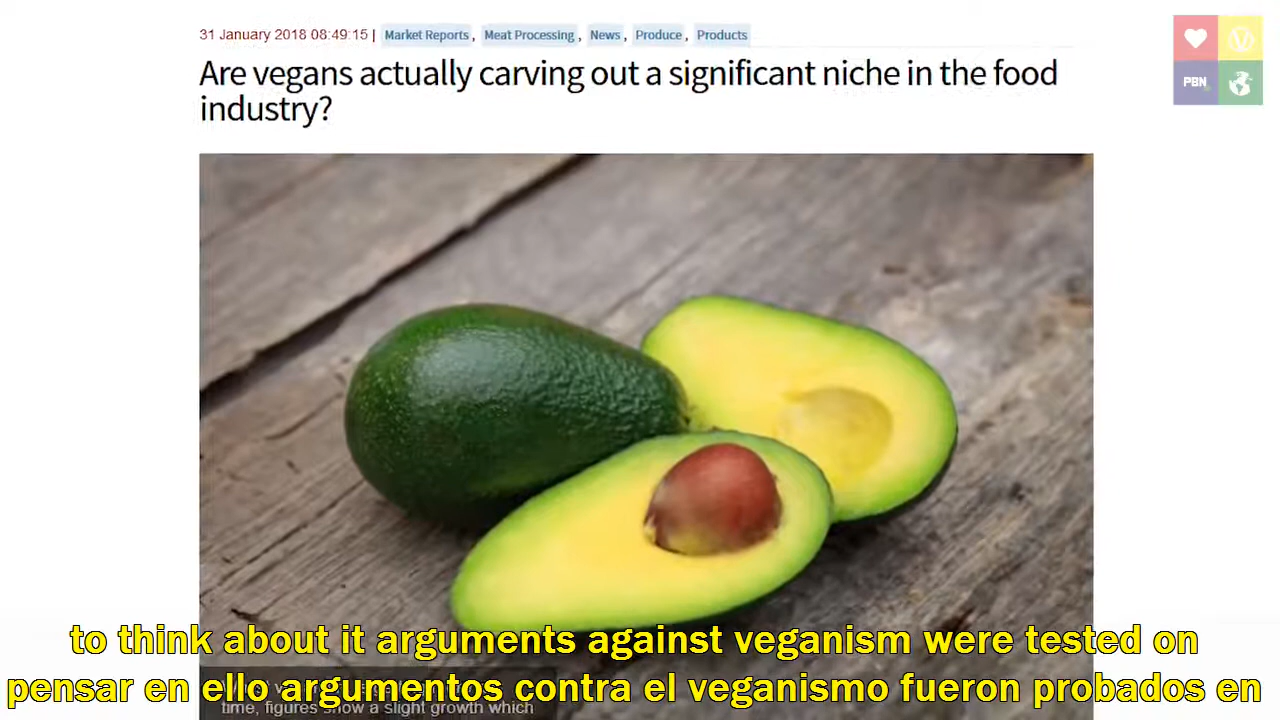 31 January 2018 08:49:15 | Market Reports, Meat Processing, News, Produce, Products
PBN
Are vegans actually carving out a significant niche in the food
industry?
to think about it arguments against veganism were tested on
pensar en ello argumentos contra el veganismo fueron probados en
time, figures show a slight growth which